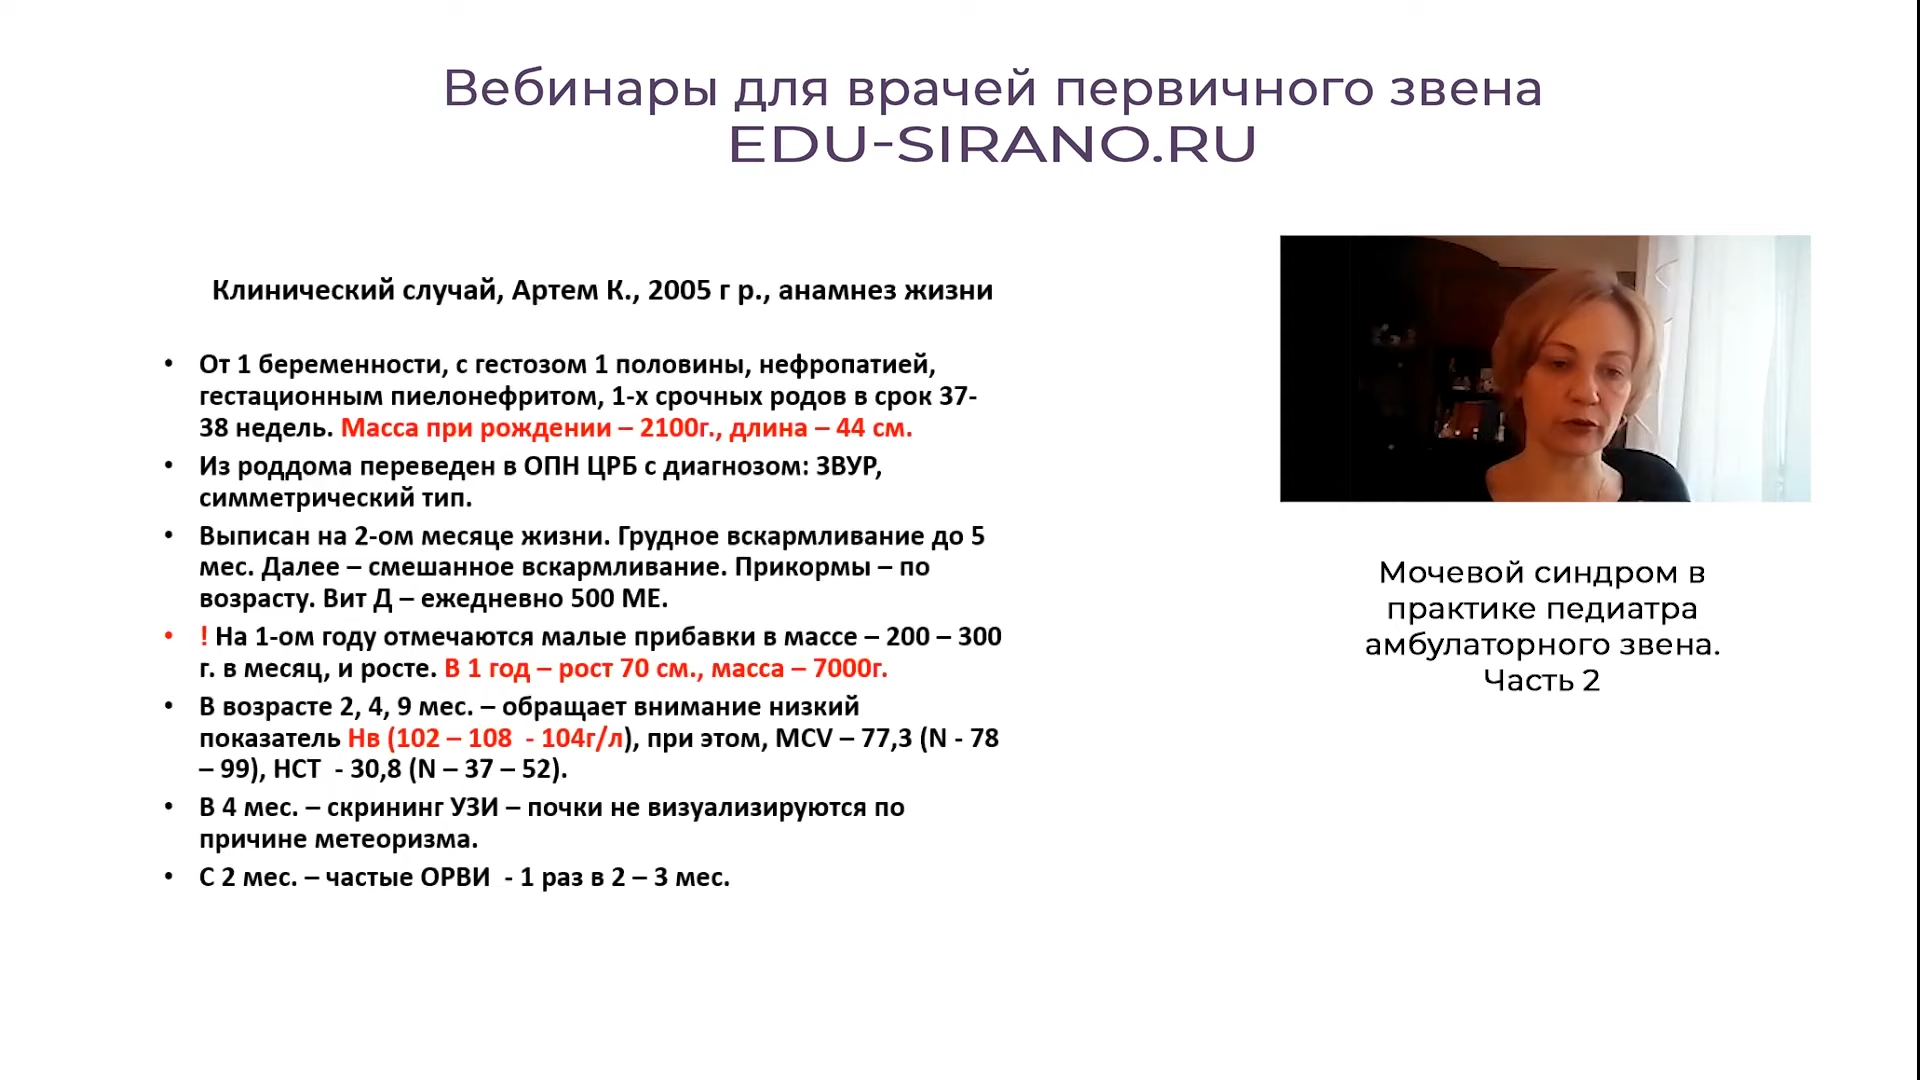 Вебинары для врачей первичного звена
EDU-SIRANO.RU
Клинический случай, Артем К., 2005 г р., анамнез жизни
• От 1 беременности, с гестозом 1 половины, нефропатией,
гестационным пиелонефритом, 1-х срочных родов в срок 37-
38 недель. Масса при рождении – 2100г., длина – 44 см.
• Из роддома переведен в ОПН ЦРБ с диагнозом: ЗВУР,
симметрический тип.
• Выписан на 2-ом месяце жизни. Грудное вскармливание до 5
мес. Далее – смешанное вскармливание. Прикормы – по
возрасту. Вит Д – ежедневно 500 МЕ.
• ! На 1-ом году отмечаются малые прибавки в массе – 200 – 300
г. в месяц, и росте. В 1 год – рост 70 см., масса – 7000г.
• В возрасте 2, 4, 9 мес. – обращает внимание низкий
показатель Нв (102 – 108 - 104г/л), при этом, MCV – 77,3 (N - 78
– 99), НСТ - 30,8 (N – 37 – 52).
• В 4 мес. – скрининг УЗИ – почки не визуализируются по
причине метеоризма.
• С 2 мес. – частые ОРВИ - 1 раз в 2 – 3 мес.
Мочевой синдром в
практике педиатра
амбулаторного звена.
Часть 2